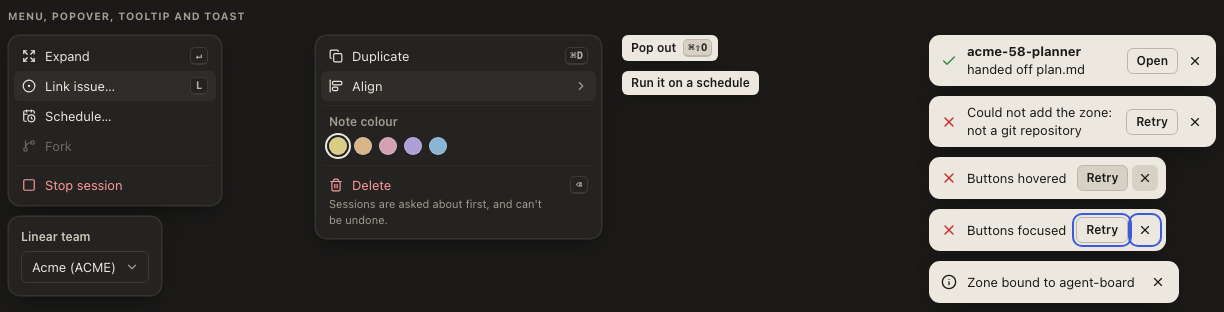 MENU, POPOVER, TOOLTIP AND TOAST
Expand ↵
Link issue... L
Schedule...
Fork
Stop session
Linear team
Acme (ACME)
Duplicate ⌘D
Align
Note colour
Delete ⌫
Sessions are asked about first, and can't
be undone.
Pop out ⌘⇧O
Run it on a schedule
acme-58-planner
handed off plan.md
Open
Could not add the zone:
not a git repository
Retry
Buttons hovered Retry
Buttons focused Retry
Zone bound to agent-board